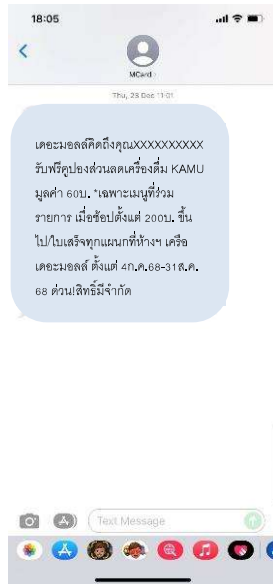 18:05
MCard
Thu, 23 Dec 11:01
เดอะมอลล์คิดถึงคุณXXXXXXXXXX
รับฟรีคูปองส่วนลดเครื่องดื่ม KAMU
มูลค่า 60บ. *เฉพาะเมนูที่ร่วม
รายการ เมื่อช้อปตั้งแต่ 200บ. ขึ้น
ไป/ใบเสร็จทุกแผนกที่ห้างฯ เครือ
เดอะมอลล์ ตั้งแต่ 4ก.ค.68-31ส.ค.
68 ด่วน!สิทธิ์มีจำกัด
Text Message